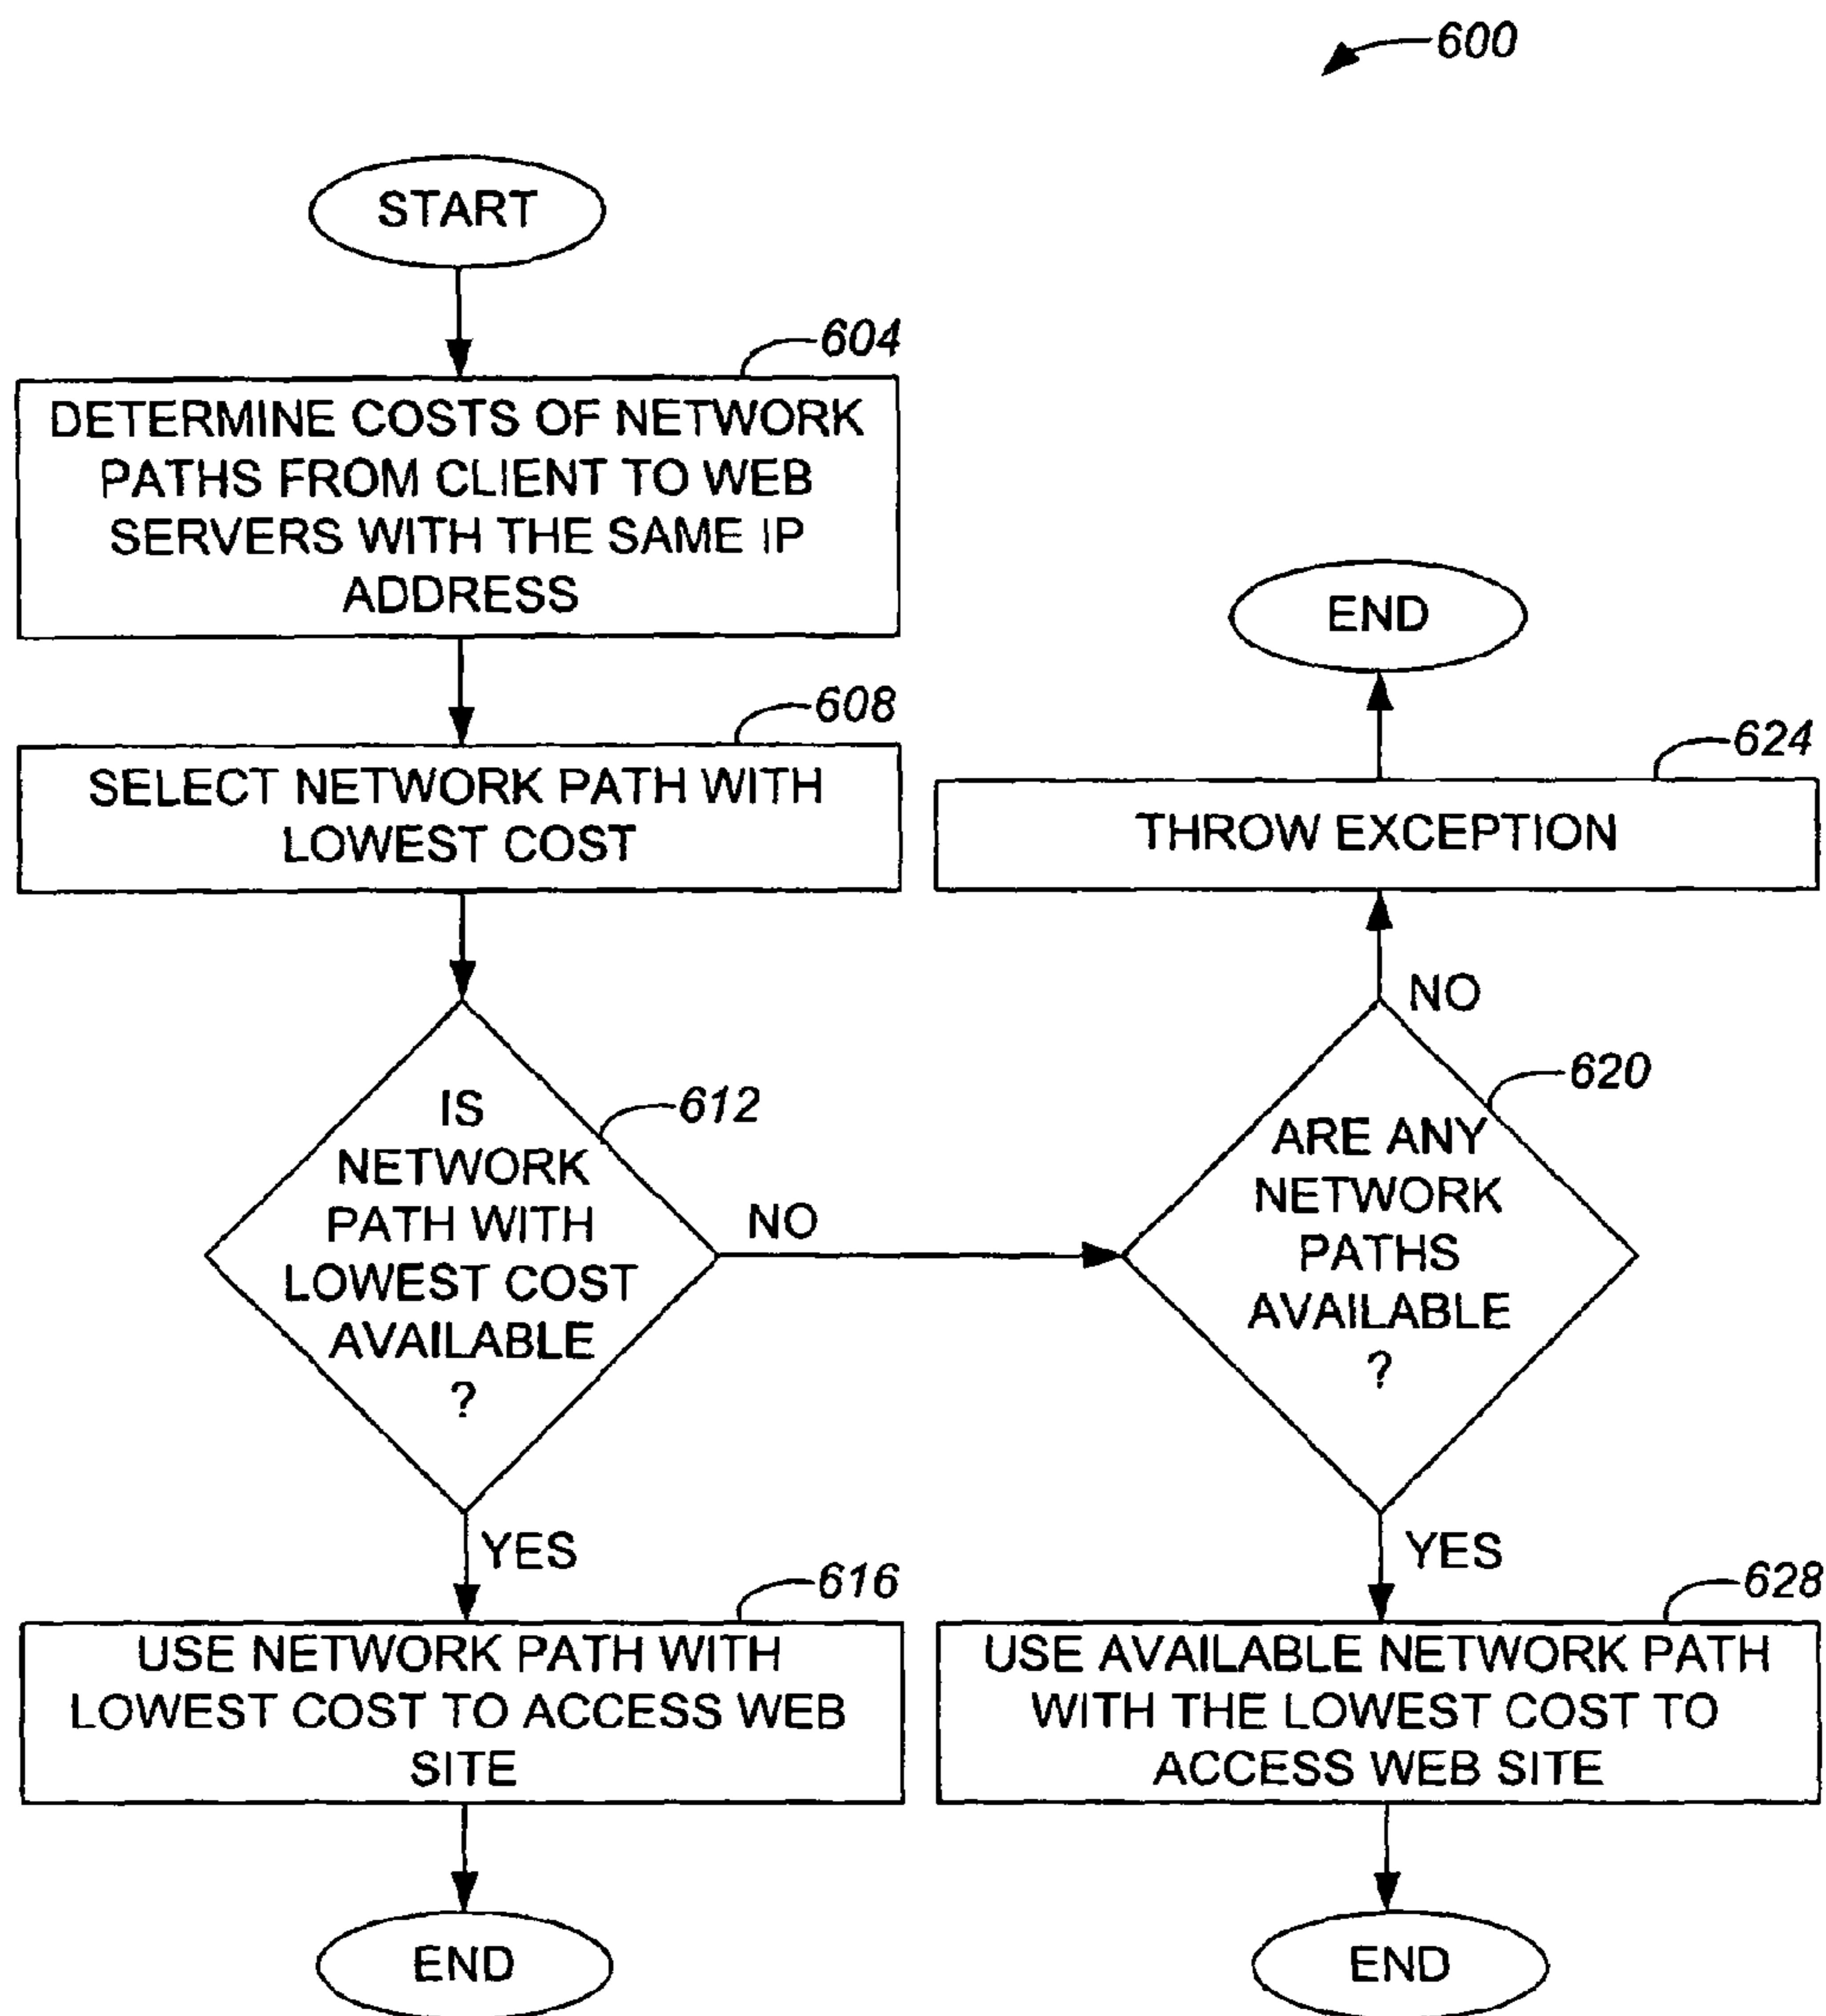 600
START
604
DETERMINE COSTS OF NETWORK
PATHS FROM CLIENT TO WEB
SERVERS WITH THE SAME IP
ADDRESS
608
SELECT NETWORK PATH WITH
LOWEST COST
612
IS
NETWORK
PATH WITH
LOWEST COST
AVAILABLE
?
NO
YES
616
USE NETWORK PATH WITH
LOWEST COST TO ACCESS WEB
SITE
END
620
ARE ANY
NETWORK
PATHS
AVAILABLE
?
NO
624
THROW EXCEPTION
END
YES
628
USE AVAILABLE NETWORK PATH
WITH THE LOWEST COST TO
ACCESS WEB SITE
END